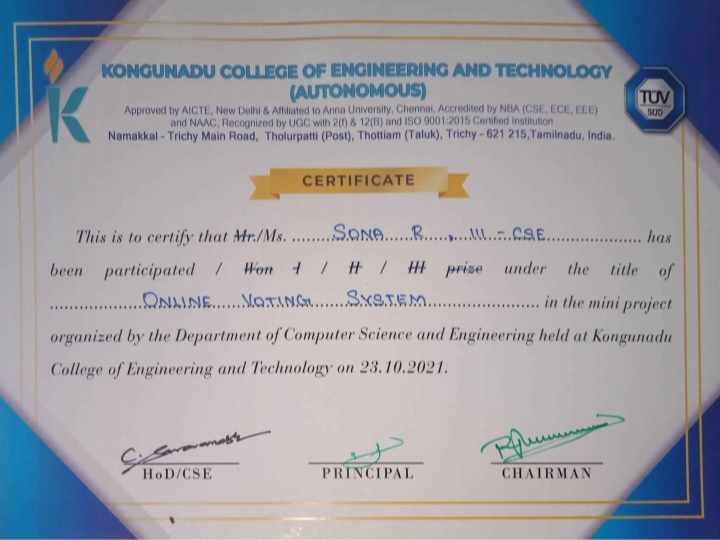 KONGUNADU COLLEGE OF ENGINEERING AND TECHNOLOGY
(AUTONOMOUS)
Approved by AICTE, New Delhi & Affiliated to Anna University, Chennai, Accredited by NBA (CSE, ECE, EEE)
and NAAC, Recognized by UGC with 2(f) & 12(B) and ISO 9001:2015 Certified Institution
Namakkal - Trichy Main Road, Tholurpatti (Post), Thottiam (Taluk), Trichy - 621 215,Tamilnadu, India.
TÜV
SÜD
CERTIFICATE
This is to certify that Mr./Ms. SONA R , III - CSE has
been participated / Won I / II / III prize under the title of
ONLINE VOTING SYSTEM in the mini project
organized by the Department of Computer Science and Engineering held at Kongunadu
College of Engineering and Technology on 23.10.2021.
HoD/CSE PRINCIPAL CHAIRMAN